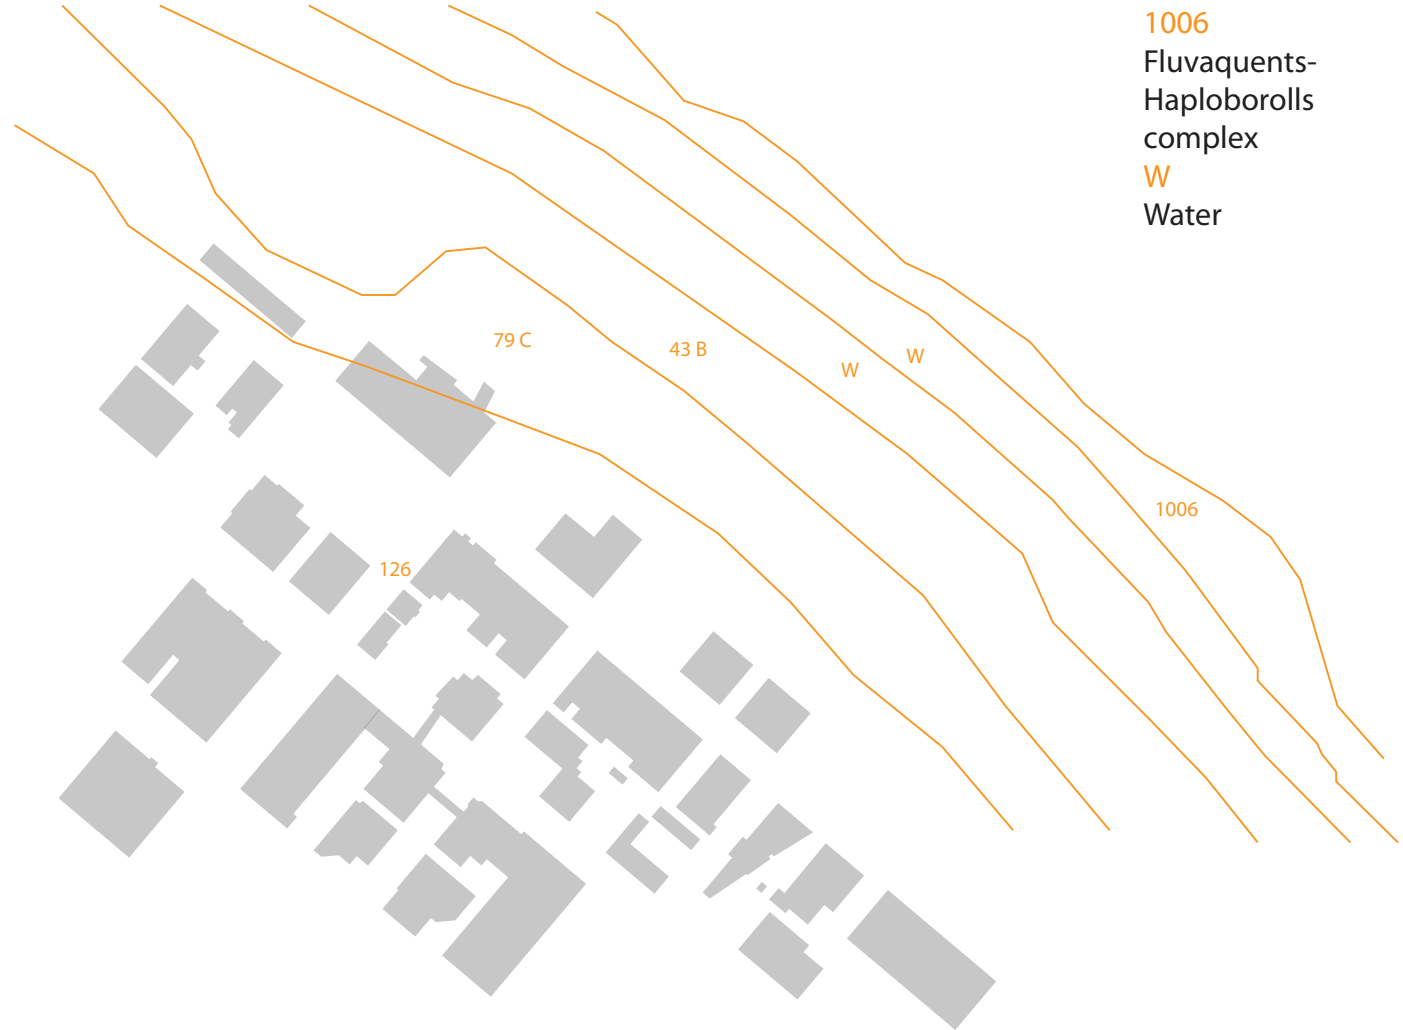 1006
Fluvaquents-
Haploborolls
complex
W
Water
79 C
43 B
W
W
1006
126